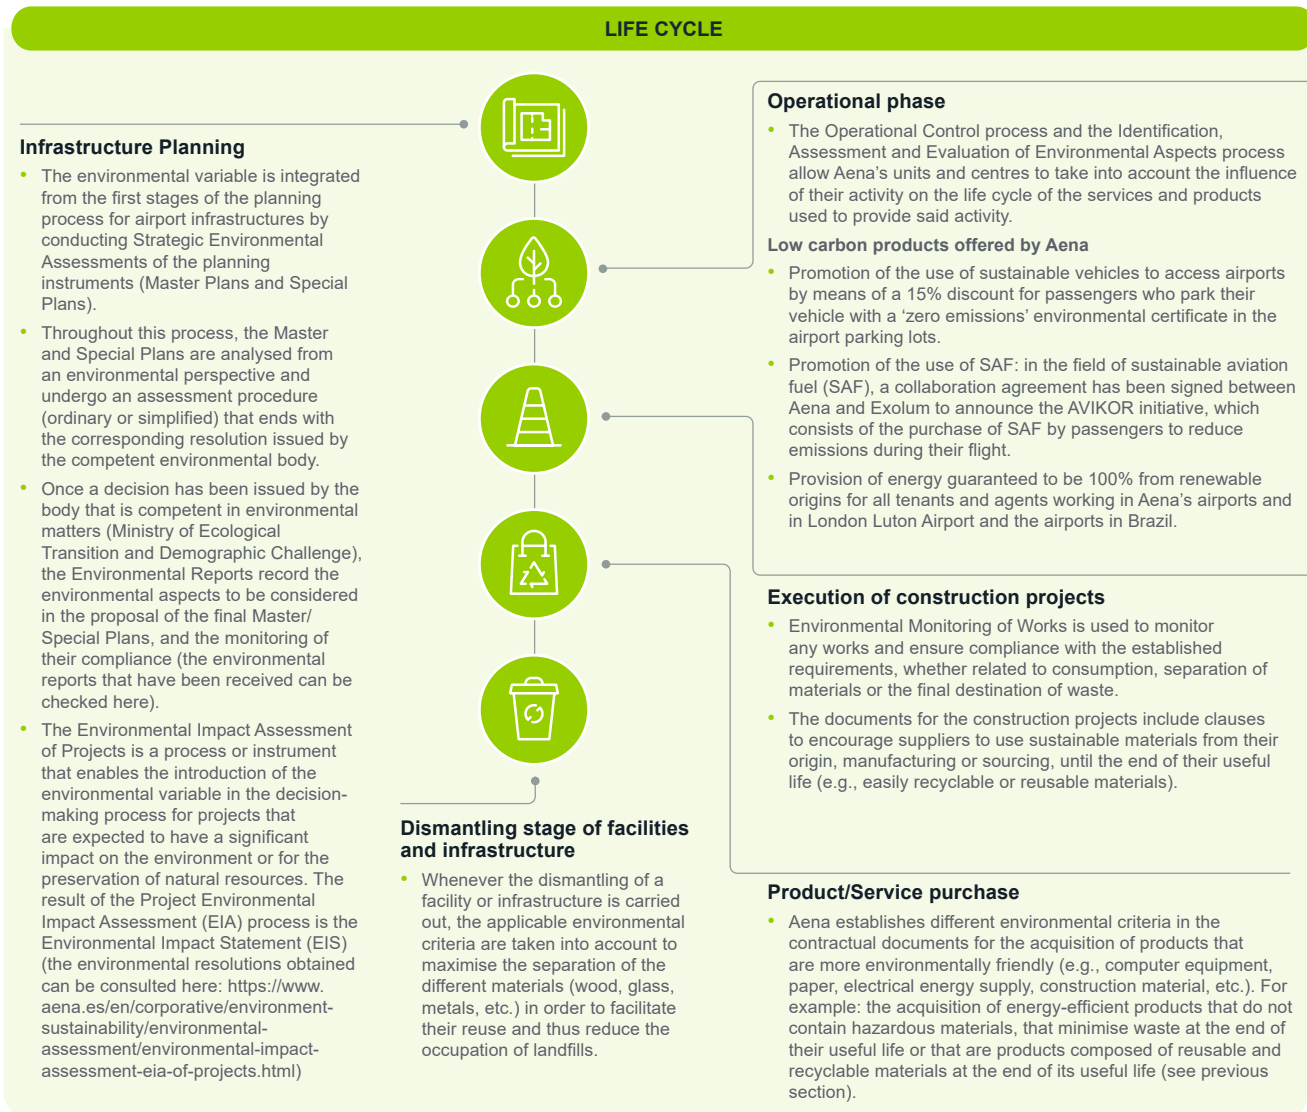 LIFE CYCLE
Infrastructure Planning
• The environmental variable is integrated
from the first stages of the planning
process for airport infrastructures by
conducting Strategic Environmental
Assessments of the planning
instruments (Master Plans and Special
Plans).
• Throughout this process, the Master
and Special Plans are analysed from
an environmental perspective and
undergo an assessment procedure
(ordinary or simplified) that ends with
the corresponding resolution issued by
the competent environmental body.
• Once a decision has been issued by the
body that is competent in environmental
matters (Ministry of Ecological
Transition and Demographic Challenge),
the Environmental Reports record the
environmental aspects to be considered
in the proposal of the final Master/
Special Plans, and the monitoring of
their compliance (the environmental
reports that have been received can be
checked here).
• The Environmental Impact Assessment
of Projects is a process or instrument
that enables the introduction of the
environmental variable in the decision-
making process for projects that
are expected to have a significant
impact on the environment or for the
preservation of natural resources. The
result of the Project Environmental
Impact Assessment (EIA) process is the
Environmental Impact Statement (EIS)
(the environmental resolutions obtained
can be consulted here: https://www.
aena.es/en/corporative/environment-
sustainability/environmental-
assessment/environmental-impact-
assessment-eia-of-projects.html)
Dismantling stage of facilities
and infrastructure
• Whenever the dismantling of a
facility or infrastructure is carried
out, the applicable environmental
criteria are taken into account to
maximise the separation of the
different materials (wood, glass,
metals, etc.) in order to facilitate
their reuse and thus reduce the
occupation of landfills.
Operational phase
• The Operational Control process and the Identification,
Assessment and Evaluation of Environmental Aspects process
allow Aena's units and centres to take into account the influence
of their activity on the life cycle of the services and products
used to provide said activity.
Low carbon products offered by Aena
• Promotion of the use of sustainable vehicles to access airports
by means of a 15% discount for passengers who park their
vehicle with a 'zero emissions' environmental certificate in the
airport parking lots.
• Promotion of the use of SAF: in the field of sustainable aviation
fuel (SAF), a collaboration agreement has been signed between
Aena and Exolum to announce the AVIKOR initiative, which
consists of the purchase of SAF by passengers to reduce
emissions during their flight.
• Provision of energy guaranteed to be 100% from renewable
origins for all tenants and agents working in Aena's airports and
in London Luton Airport and the airports in Brazil.
Execution of construction projects
• Environmental Monitoring of Works is used to monitor
any works and ensure compliance with the established
requirements, whether related to consumption, separation of
materials or the final destination of waste.
• The documents for the construction projects include clauses
to encourage suppliers to use sustainable materials from their
origin, manufacturing or sourcing, until the end of their useful
life (e.g., easily recyclable or reusable materials).
Product/Service purchase
• Aena establishes different environmental criteria in the
contractual documents for the acquisition of products that
are more environmentally friendly (e.g., computer equipment,
paper, electrical energy supply, construction material, etc.). For
example: the acquisition of energy-efficient products that do not
contain hazardous materials, that minimise waste at the end of
their useful life or that are products composed of reusable and
recyclable materials at the end of its useful life (see previous
section).